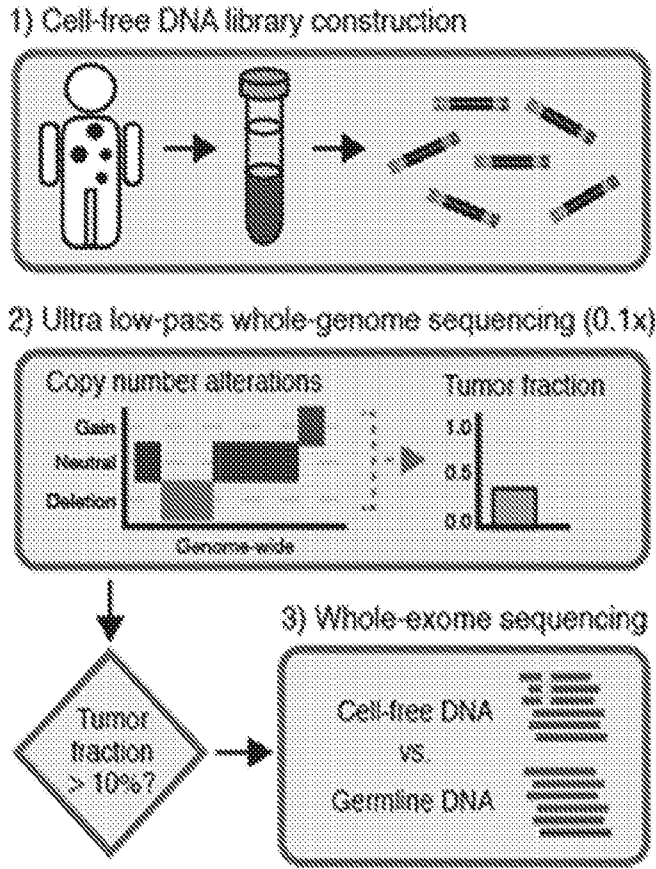 1) Cell-free DNA library construction
2) Ultra low-pass whole-genome sequencing (0.1x)
Copy number alterations
Tumor fraction
Gain
Neutral
Deletion
Genome-wide
1.0
0.5
0.0
3) Whole-exome sequencing
Tumor
fraction
> 10%?
Cell-free DNA
vs.
Germline DNA